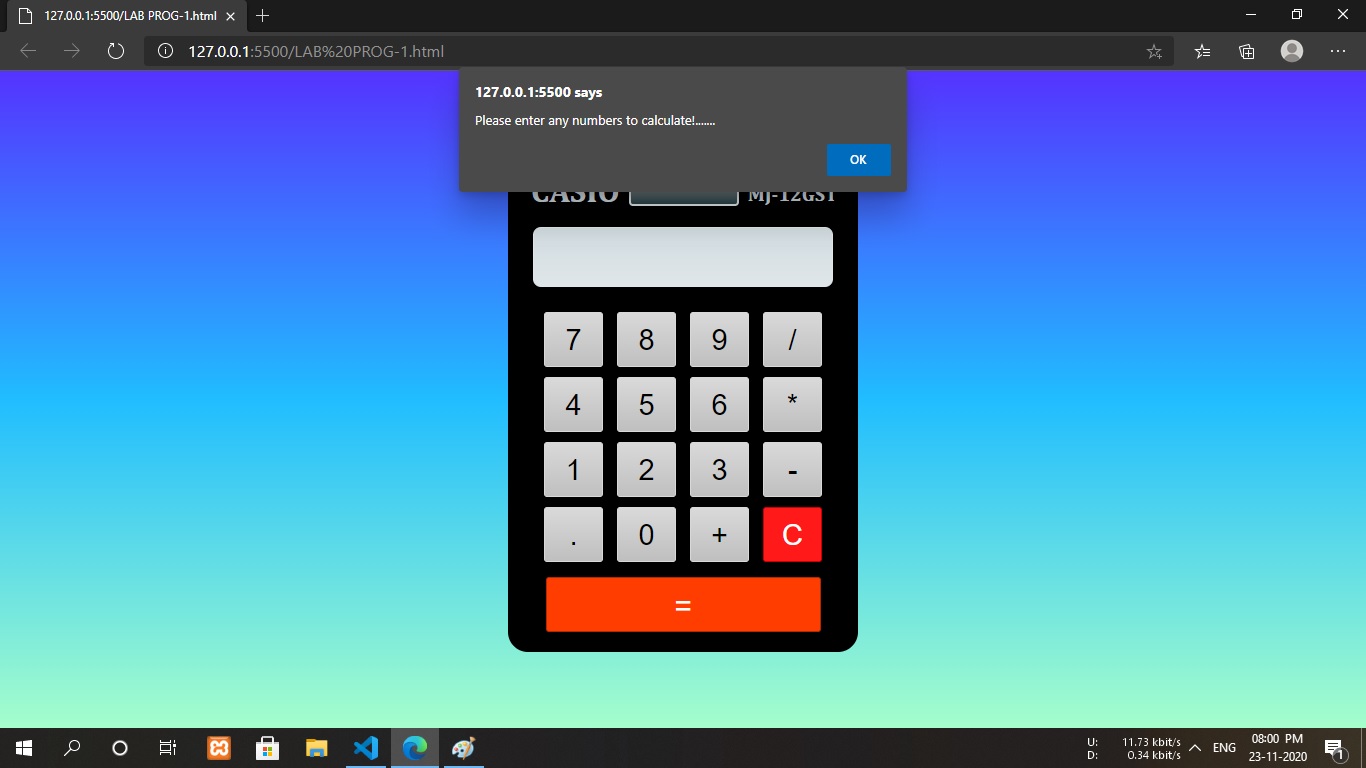 127.0.0.1:5500/LAB PROG-1.html
127.0.0.1:5500/LAB%20PROG-1.html
127.0.0.1:5500 says
Please enter any numbers to calculate!.......
OK
CASIO MJ-12GST
7 8 9 /
4 5 6 *
1 2 3 -
. 0 + C
=
U: 11.73 kbit/s
D: 0.34 kbit/s
ENG
08:00 PM
23-11-2020
1